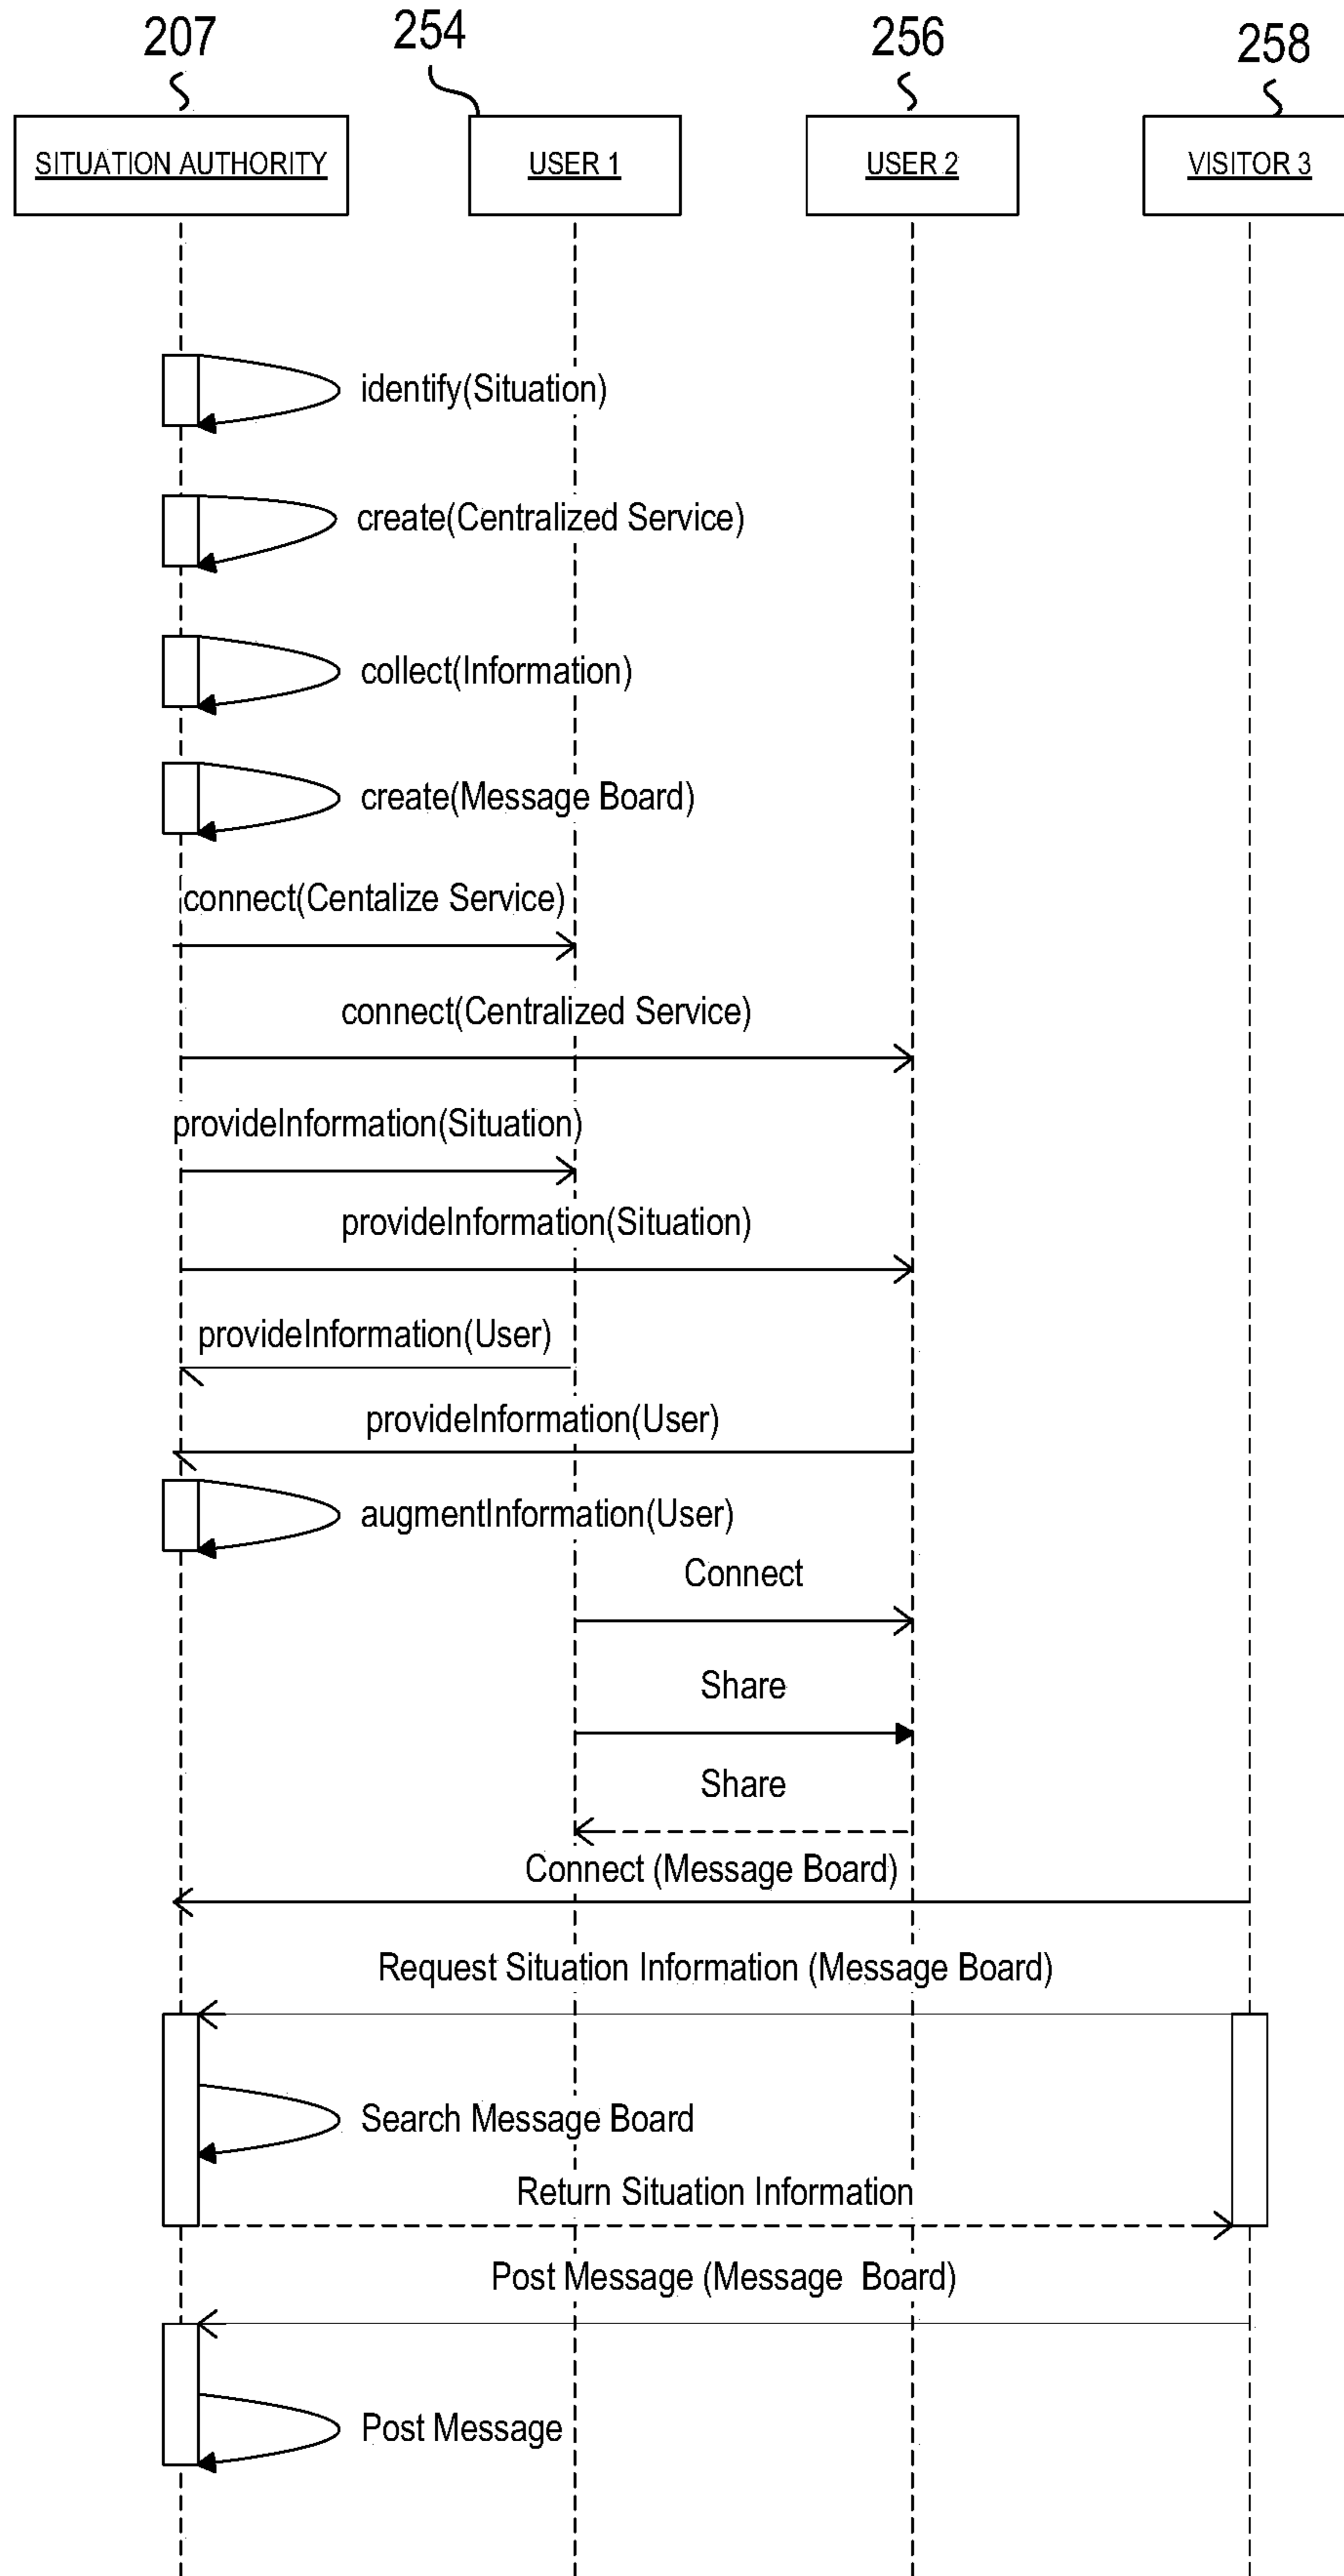 207
254
256
258
SITUATION AUTHORITY
USER 1
USER 2
VISITOR 3
identify(Situation)
create(Centralized Service)
collect(Information)
create(Message Board)
connect(Centalize Service)
connect(Centralized Service)
provideInformation(Situation)
provideInformation(Situation)
provideInformation(User)
provideInformation(User)
augmentInformation(User)
Connect
Share
Share
Connect (Message Board)
Request Situation Information (Message Board)
Search Message Board
Return Situation Information
Post Message (Message Board)
Post Message